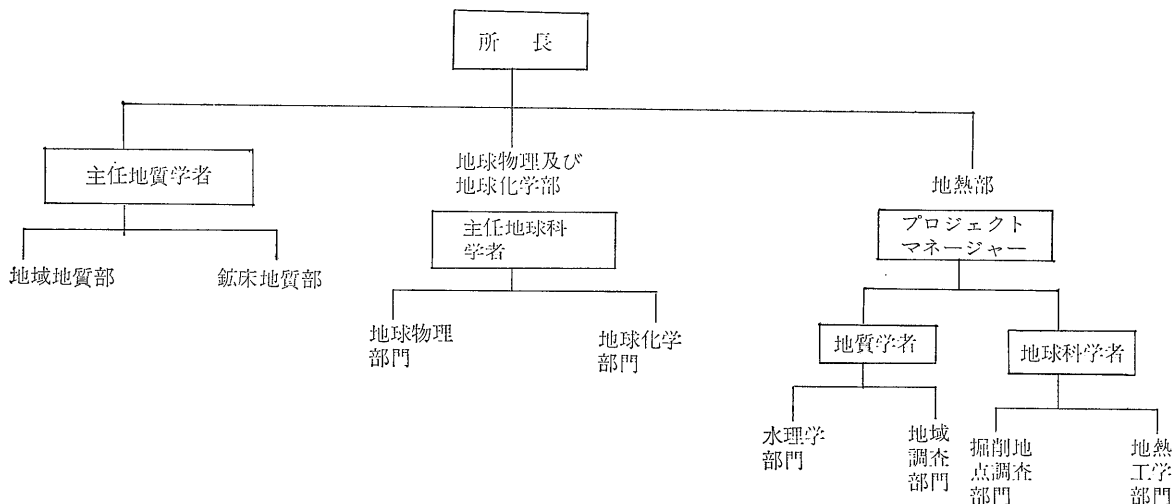 所 長
主任地質学者
地域地質部
鉱床地質部
地球物理及び
地球化学部
主任地球科
学者
地球物理
部門
地球化学
部門
地熱部
プロジェクト
マネージャー
地質学者
水理学
部門
地域
調査
部門
地球科学者
掘削地
点調査
部門
地熱
工学
部門